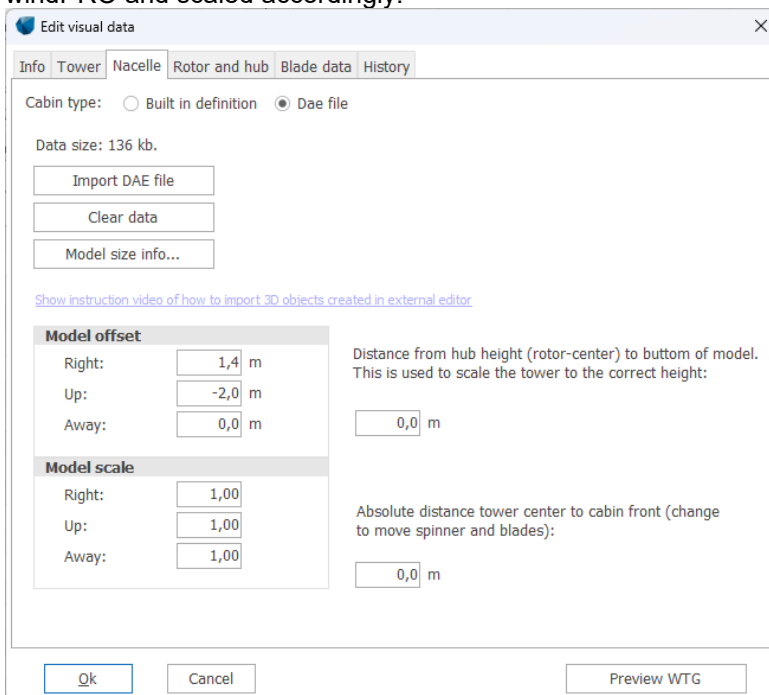 windPRO and scaled accordingly.
Edit visual data
Info Tower Nacelle Rotor and hub Blade data History
Cabin type: Built in definition Dae file
Data size: 136 kb.
Import DAE file
Clear data
Model size info...
Show instruction video of how to import 3D objects created in external editor
Model offset
Right: 1,4 m
Up: -2,0 m
Away: 0,0 m
Distance from hub height (rotor-center) to buttom of model.
This is used to scale the tower to the correct height:
0,0 m
Model scale
Right: 1,00
Up: 1,00
Away: 1,00
Absolute distance tower center to cabin front (change
to move spinner and blades):
0,0 m
Ok Cancel Preview WTG